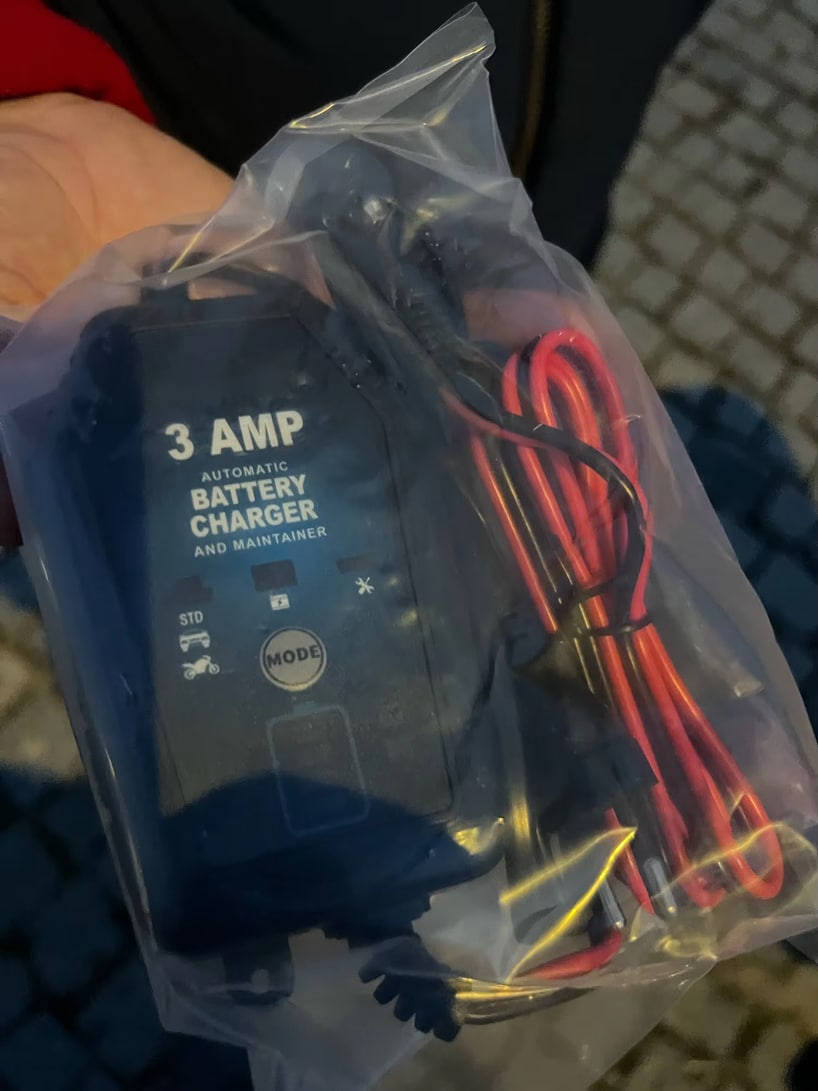 3 AMP
AUTOMATIC
BATTERY
CHARGER
AND MAINTAINER
STD
MODE